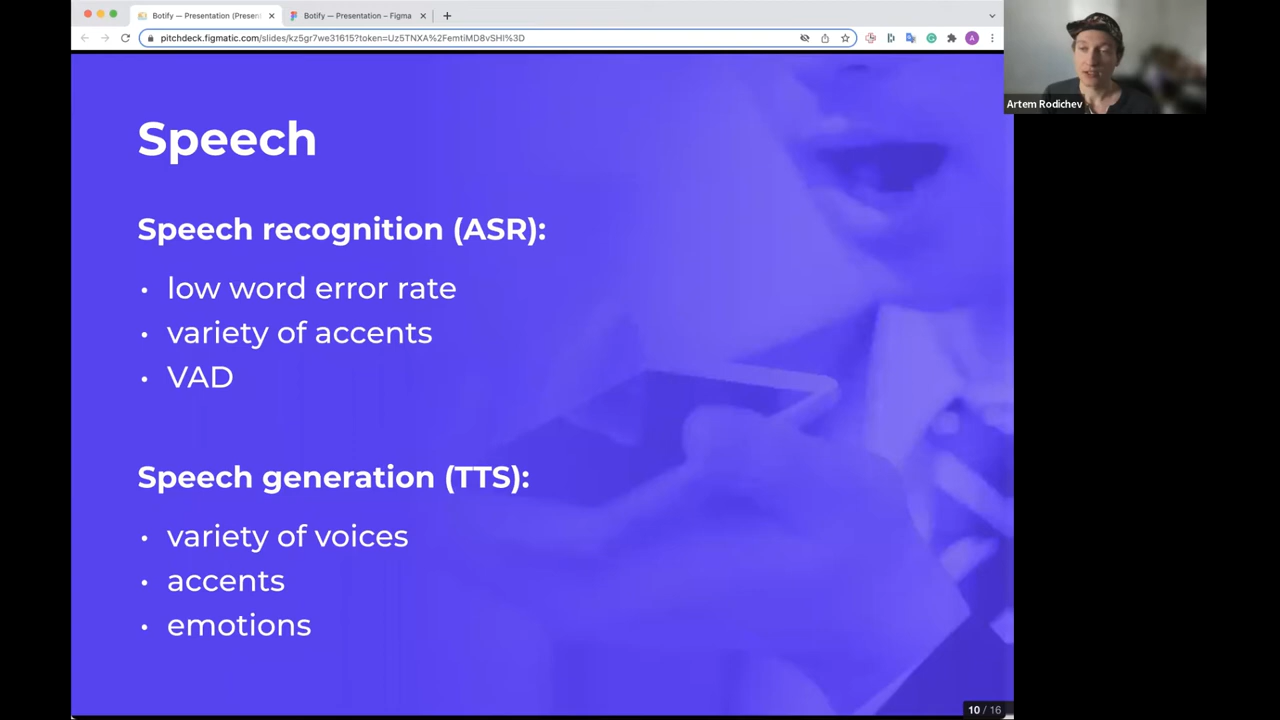 Botify — Presentation (Presen
Botify — Presentation – Figma
pitchdeck.figmatic.com/slides/kz5gr7we31615?token=Uz5TNXA%2FemtiMD8vSHI%3D
A
Artem Rodichev
Speech
Speech recognition (ASR):
• low word error rate
• variety of accents
• VAD
Speech generation (TTS):
• variety of voices
• accents
• emotions
10 / 16